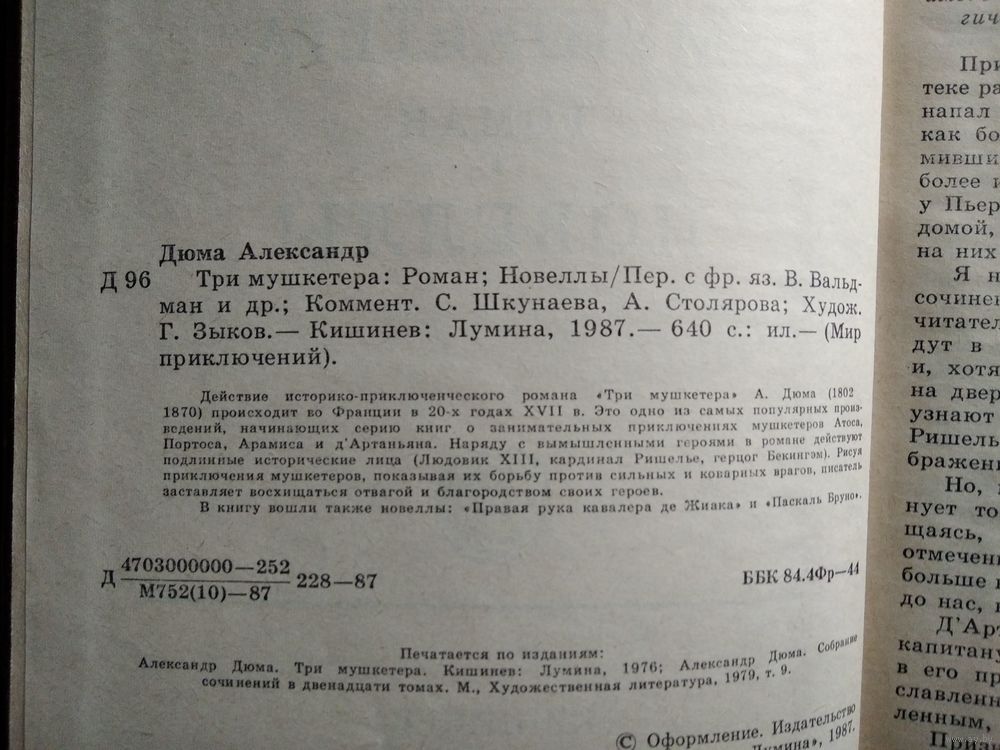 Дюма Александр
Д 96 Три мушкетера: Роман; Новеллы/Пер. с фр. яз. В. Вальд-
ман и др.; Коммент. С. Шкунаева, А. Столярова; Худож.
Г. Зыков.— Кишинев: Лумина, 1987.— 640 с.: ил.— (Мир
приключений).
Действие историко-приключенческого романа «Три мушкетера» А. Дюма (1802
1870) происходит во Франции в 20-х годах XVII в. Это одно из самых популярных произ-
ведений, начинающих серию книг о занимательных приключениях мушкетеров Атоса,
Портоса, Арамиса и д'Артаньяна. Наряду с вымышленными героями в романе действуют
подлинные исторические лица (Людовик XIII, кардинал Ришелье, герцог Бекингэм). Рисуя
приключения мушкетеров, показывая их борьбу против сильных и коварных врагов, писатель
заставляет восхищаться отвагой и благородством своих героев.
В книгу вошли также новеллы: «Правая рука кавалера де Жиака» и «Паскаль Бруно».
Д 4703000000—252
М752(10)—87
228—87
ББК 84.4Фр—44
Печатается по изданиям:
Александр Дюма. Три мушкетера. Кишинев: Лумина, 1976; Александр Дюма. Собрание
сочинений в двенадцати томах. М., Художественная литература, 1979, т. 9.
© Оформление. Издательство
Лумина», 1987.
гич
При
теке ра
напал
как бо
мивши
более и
у Пьер
домой,
на них
Я н
сочинен
читател
дут в
и, хотя
на двер
узнают
Ришель
бражени
Но,
нует то
щаясь,
отмечен
больше
до нас,
Д'Арт
капитану
в его пр
славленн
ленным,
Приз